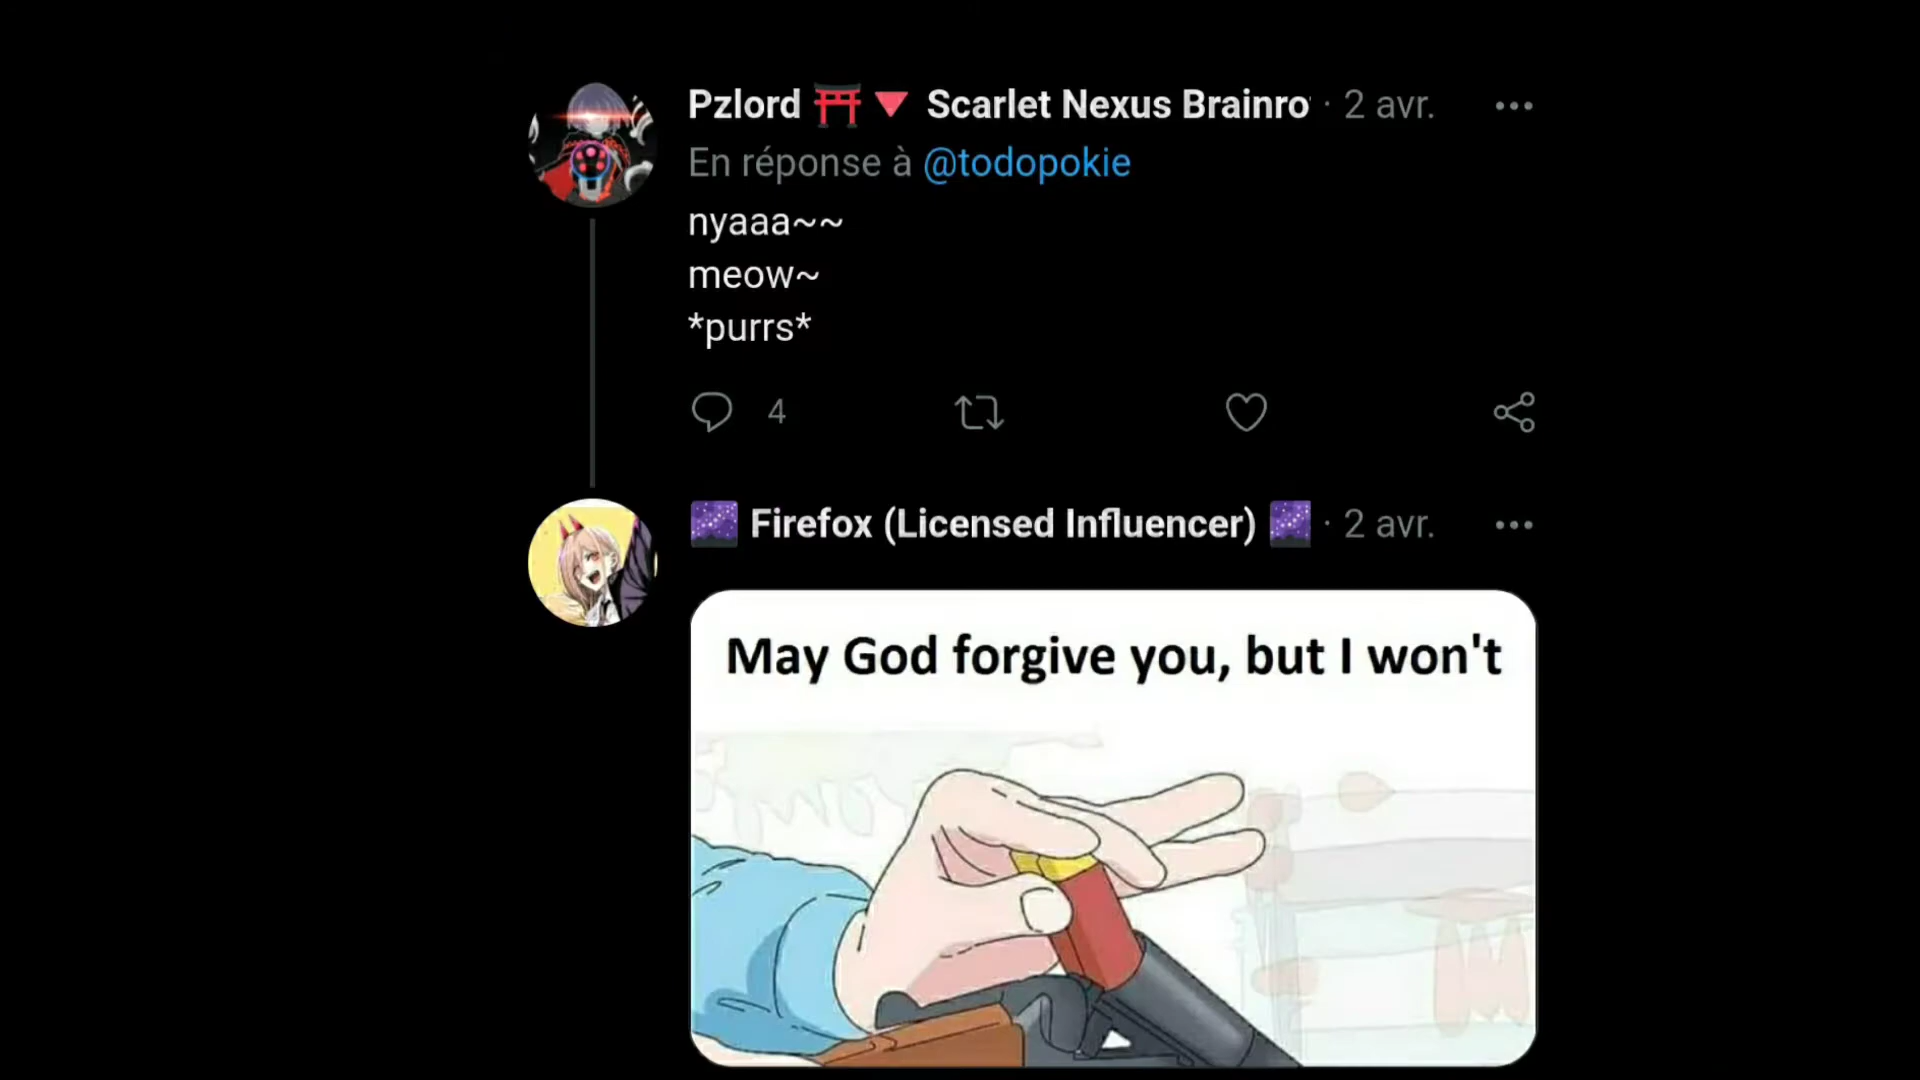 Pzlord ⛩️🔻 Scarlet Nexus Brainro · 2 avr.
En réponse à @todopokie
nyaaa~~
meow~
*purrs*
4
🌌 Firefox (Licensed Influencer) 🌌 · 2 avr.
May God forgive you, but I won't